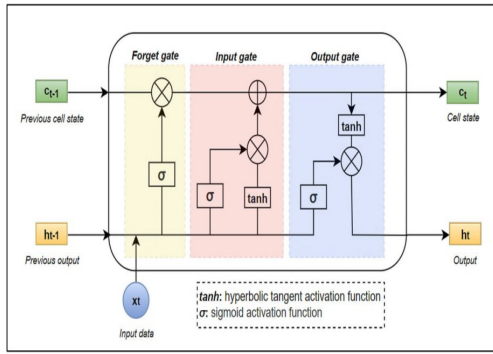 Forget gate
Input gate
Output gate
Ct-1
Ct
Previous cell state
Cell state
tanh
σ
σ
tanh
σ
ht-1
ht
Previous output
Output
xt
Input data
tanh: hyperbolic tangent activation function
σ: sigmoid activation function